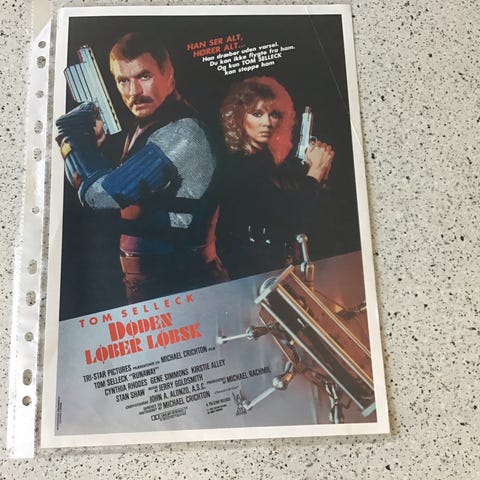 HAN SER ALT,
HØRER ALT...
Han dræber uden varsel.
Du kan ikke flygte fra ham.
Og kun TOM SELLECK
kan stoppe ham
TOM SELLECK
DØDEN
LØBER LØBSK
TRI-STAR PICTURES MICHAEL CRICHTON
TOM SELLECK, "RUNAWAY"
CYNTHIA RHODES GENE SIMMONS KIRSTIE ALLEY
STAN SHAW JERRY GOLDSMITH MICHAEL RACHMIL
JOHN A. ALONZO, A.S.C.
MICHAEL CRICHTON